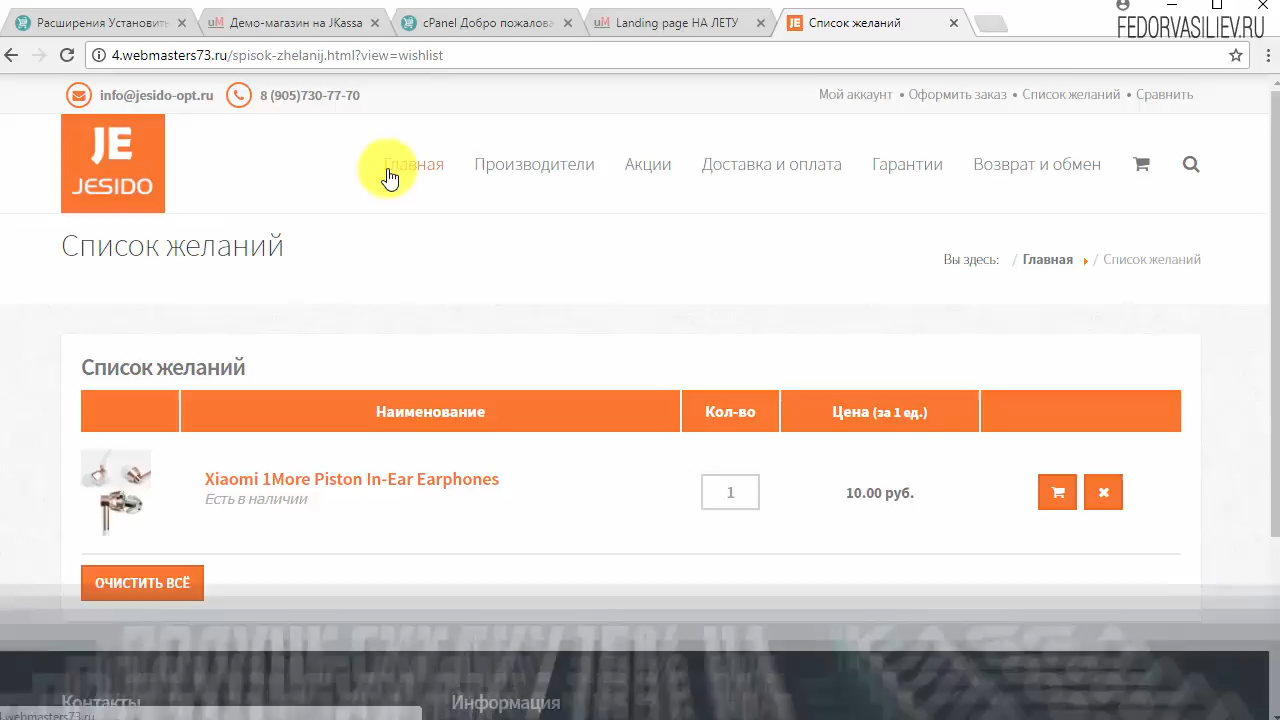 Расширения Установить
Демо-магазин на JKassa
cPanel.Добро пожалова
Landing page НА ЛЕТУ
Список желаний
FEDORVASILIEV.RU
4.webmasters73.ru/spisok-zhelanij.html?view=wishlist
info@jesido-opt.ru
8 (905)730-77-70
Мой аккаунт • Оформить заказ • Список желаний • Сравнить
JE
JESIDO
Главная
Производители
Акции
Доставка и оплата
Гарантии
Возврат и обмен
Список желаний
Вы здесь: / Главная / Список желаний
Список желаний
Наименование
Кол-во
Цена (за 1 ед.)
Xiaomi 1More Piston In-Ear Earphones
Есть в наличии
1
10.00 руб.
ОЧИСТИТЬ ВСЁ
Контакты
Информация
4.webmasters73.ru